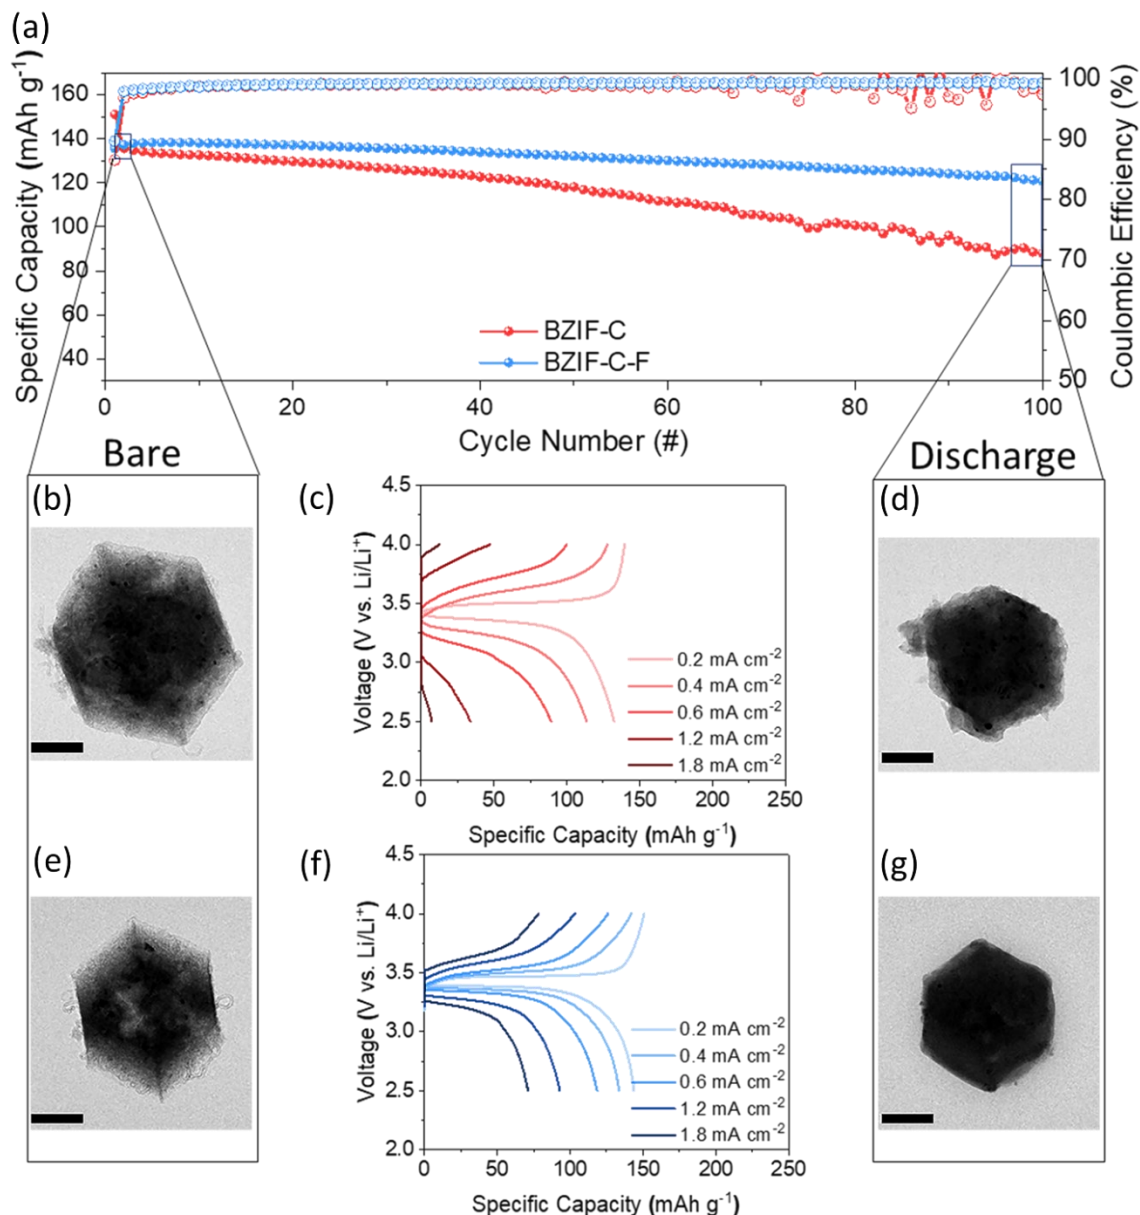 (a)
Specific Capacity (mAh g⁻¹)
160
140
120
100
80
60
40
100
90
80
70
60
50
Coulombic Efficiency (%)
BZIF-C
BZIF-C-F
0 20 40 60 80 100
Cycle Number (#)
Bare
Discharge
(b)
(c)
Voltage (V vs. Li/Li⁺)
4.5
4.0
3.5
3.0
2.5
2.0
0.2 mA cm⁻²
0.4 mA cm⁻²
0.6 mA cm⁻²
1.2 mA cm⁻²
1.8 mA cm⁻²
0 50 100 150 200 250
Specific Capacity (mAh g⁻¹)
(d)
(e)
(f)
Voltage (V vs. Li/Li⁺)
4.5
4.0
3.5
3.0
2.5
2.0
0.2 mA cm⁻²
0.4 mA cm⁻²
0.6 mA cm⁻²
1.2 mA cm⁻²
1.8 mA cm⁻²
0 50 100 150 200 250
Specific Capacity (mAh g⁻¹)
(g)